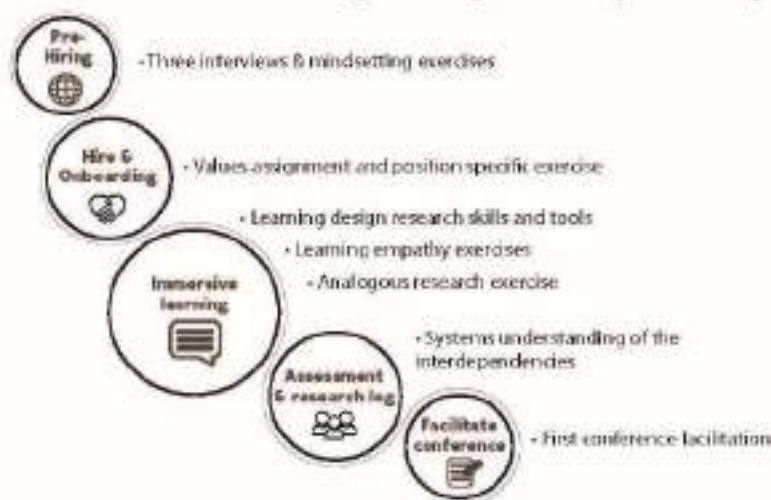 Pre-
Hiring
• Three interviews & mindsetting exercises
Hire &
Onboarding
• Values assignment and position specific exercise
• Learning design research skills and tools
• Learning empathy exercises
Immersive
learning
• Analogous research exercise
• Systems understanding of the
interdependencies
Assessment
& research log
Facilitate
conference
• First conference facilitation